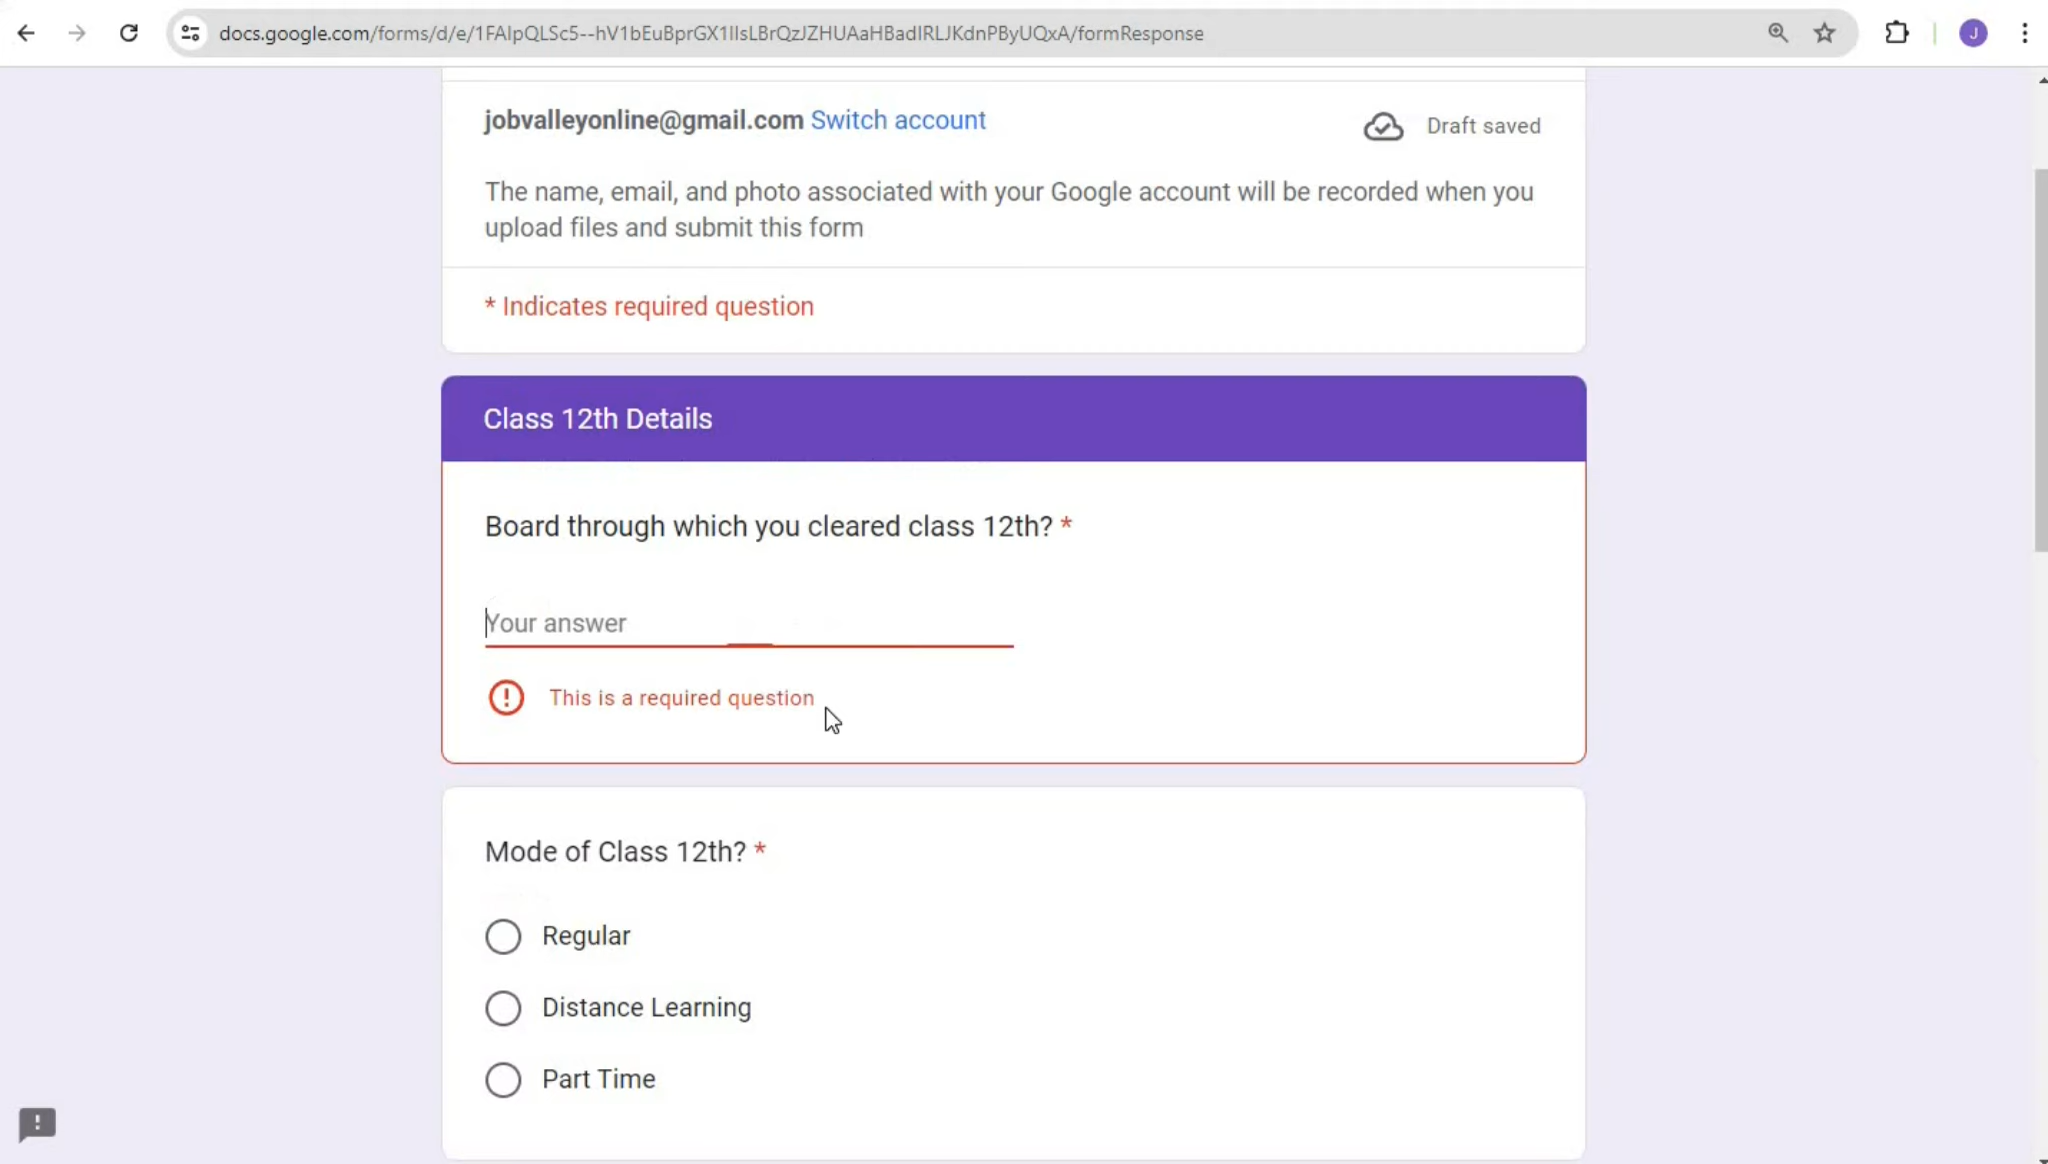 docs.google.com/forms/d/e/1FAIpQLSc5--hV1bEuBprGX1IIsLBrQzJZHUAaHBadIRLJKdnPByUQxA/formResponse
J
jobvalleyonline@gmail.com Switch account
Draft saved
The name, email, and photo associated with your Google account will be recorded when you
upload files and submit this form
* Indicates required question
Class 12th Details
Board through which you cleared class 12th? *
Your answer
This is a required question
Mode of Class 12th? *
Regular
Distance Learning
Part Time